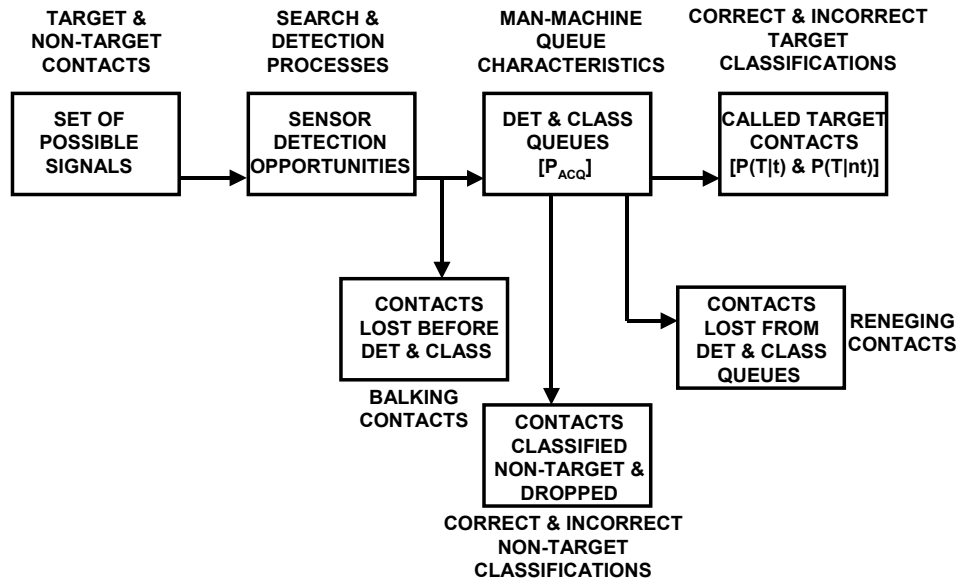 TARGET &
NON-TARGET
CONTACTS
SEARCH &
DETECTION
PROCESSES
MAN-MACHINE
QUEUE
CHARACTERISTICS
CORRECT & INCORRECT
TARGET
CLASSIFICATIONS
SET OF
POSSIBLE
SIGNALS
SENSOR
DETECTION
OPPORTUNITIES
DET & CLASS
QUEUES
[PACQ]
CALLED TARGET
CONTACTS
[P(T|t) & P(T|nt)]
CONTACTS
LOST BEFORE
DET & CLASS
BALKING
CONTACTS
CONTACTS
LOST FROM
DET & CLASS
QUEUES
RENEGING
CONTACTS
CONTACTS
CLASSIFIED
NON-TARGET &
DROPPED
CORRECT & INCORRECT
NON-TARGET
CLASSIFICATIONS